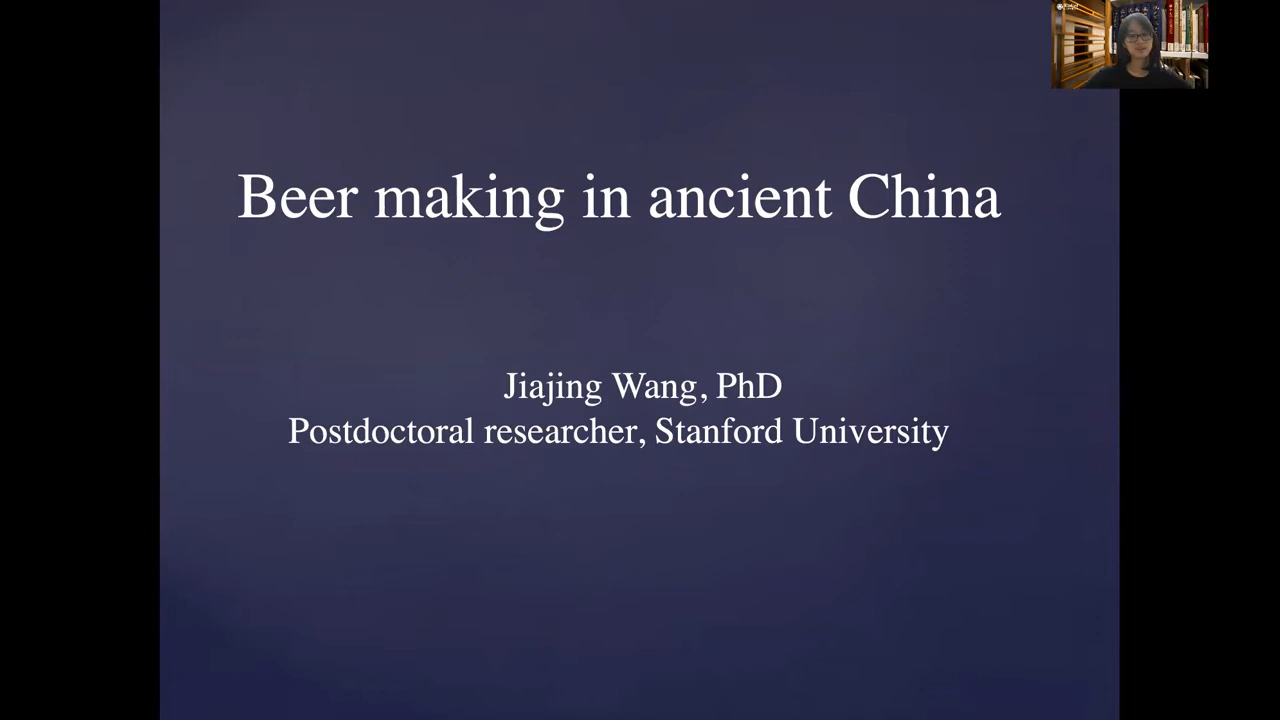 Beer making in ancient China
Jiajing Wang, PhD
Postdoctoral researcher, Stanford University